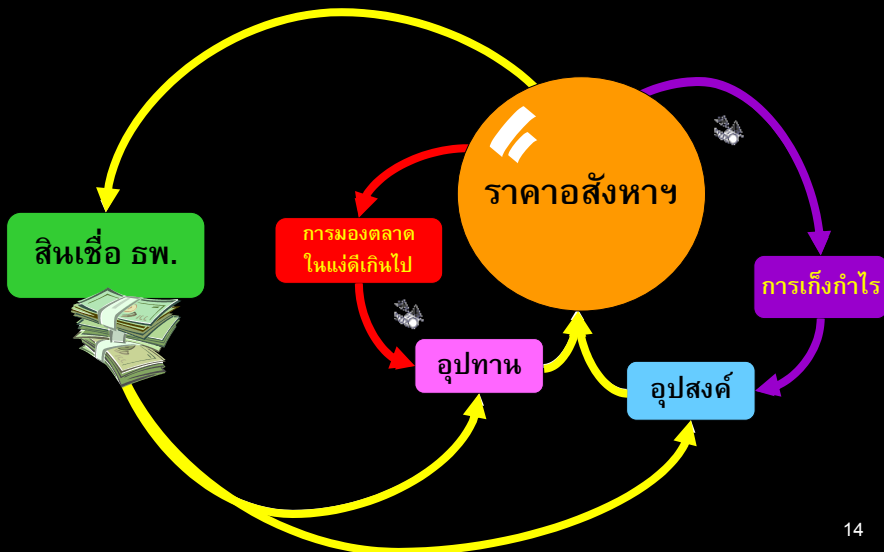 ราคาอสังหาฯ
สินเชื่อ ธพ.
การมองตลาด
ในแง่ดีเกินไป
การเก็งกำไร
อุปทาน
อุปสงค์
14